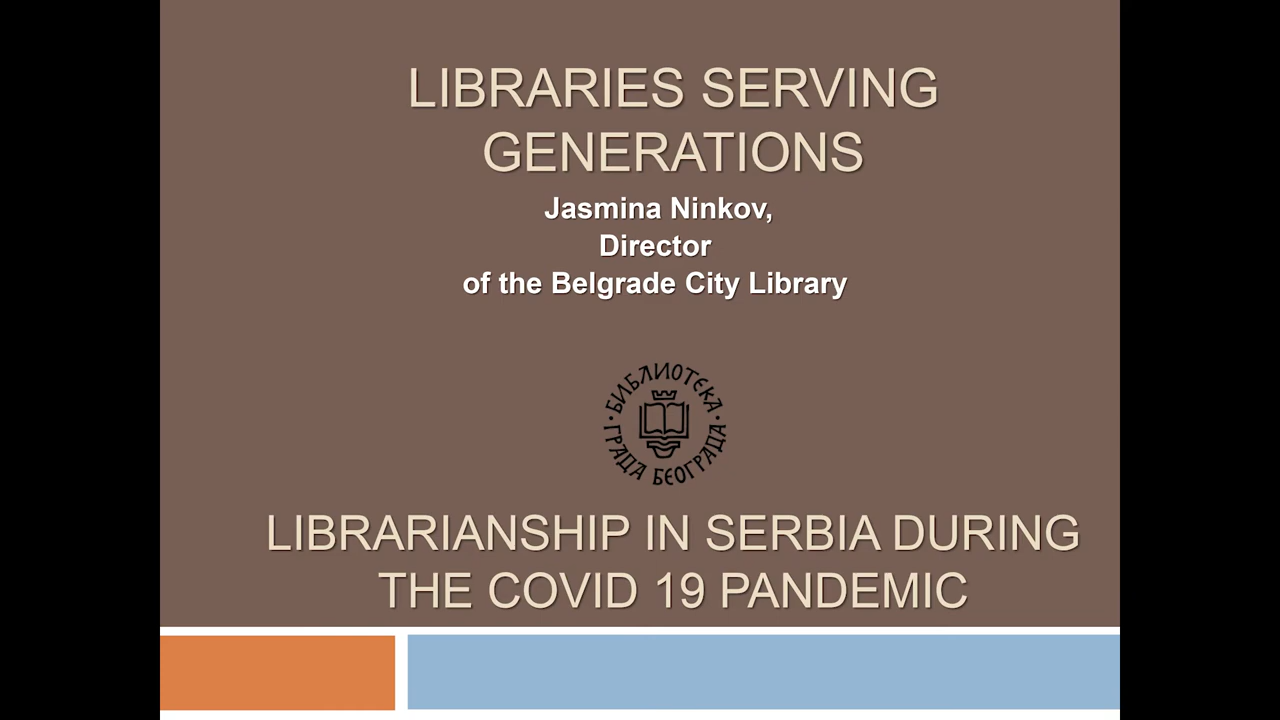 LIBRARIES SERVING
GENERATIONS
Jasmina Ninkov,
Director
of the Belgrade City Library
БИБЛИОТЕКА
ГРАДА БЕОГРАДА
LIBRARIANSHIP IN SERBIA DURING
THE COVID 19 PANDEMIC